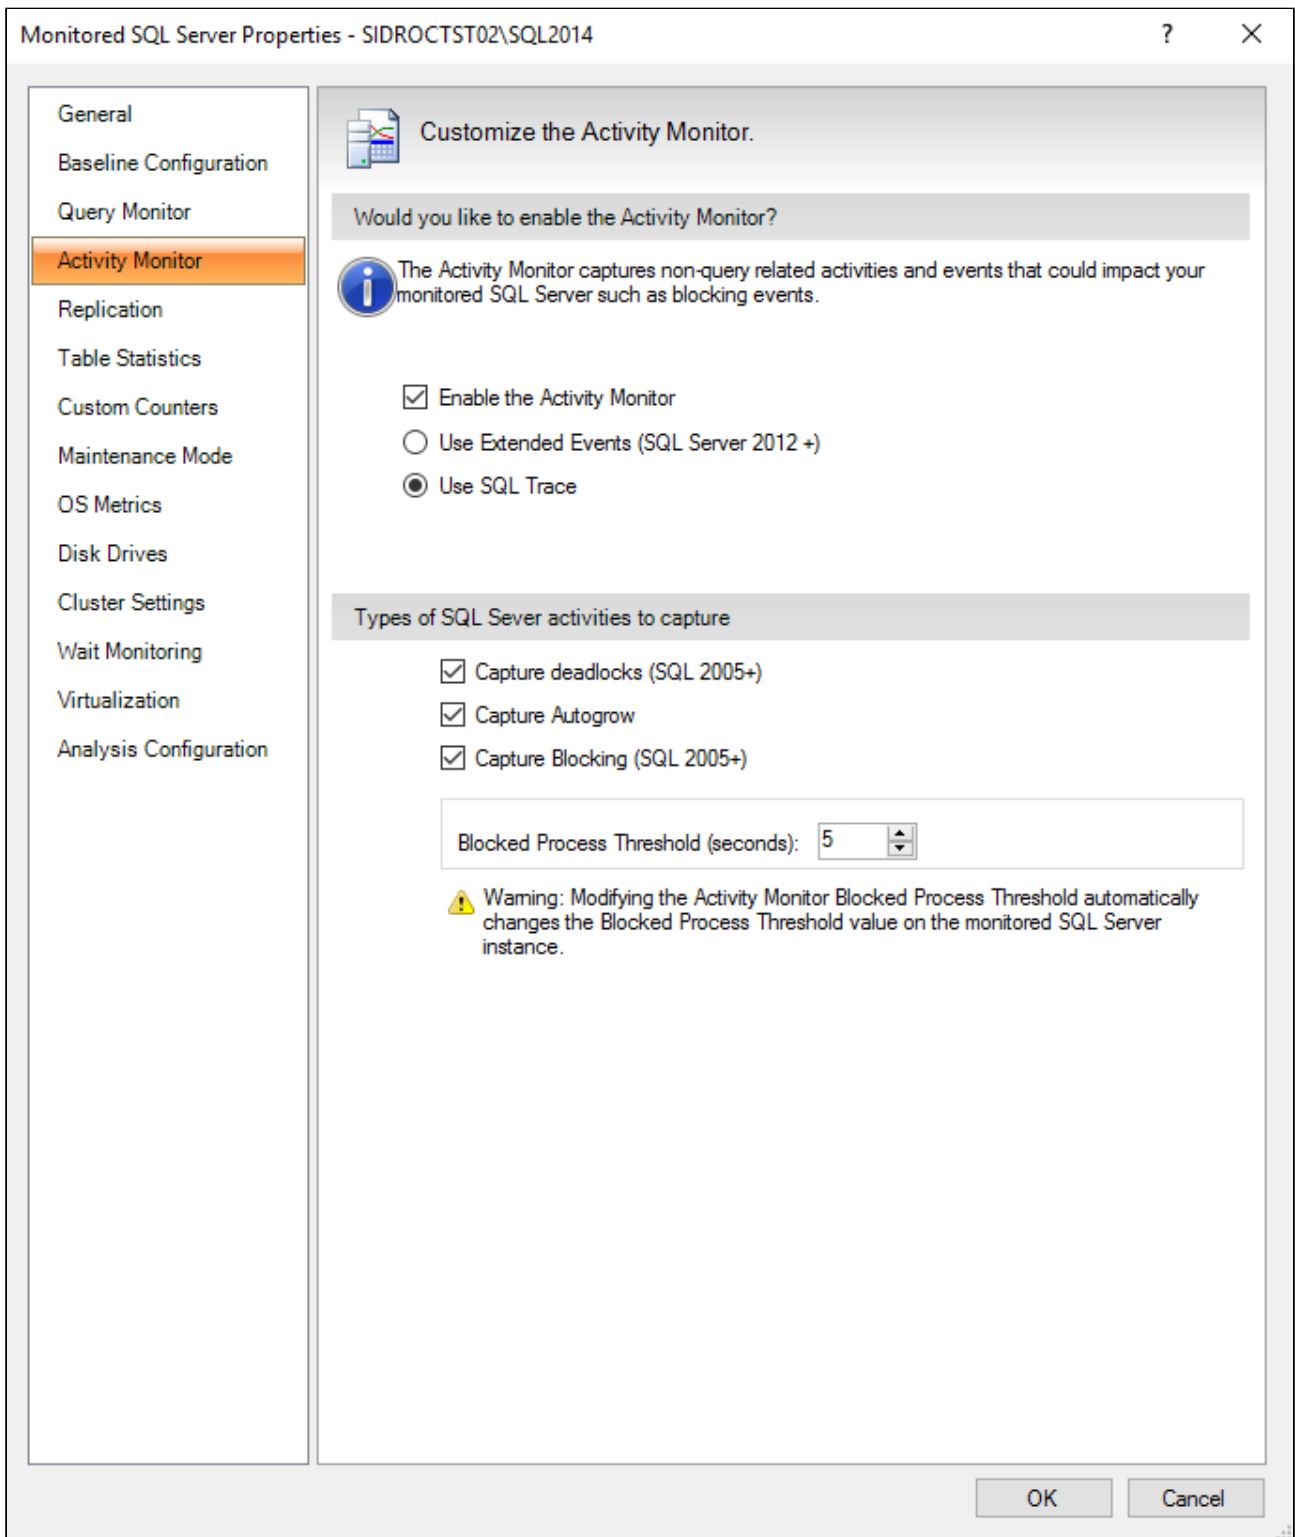 Monitored SQL Server Properties - SIDROCTST02\SQL2014
?
General
Baseline Configuration
Query Monitor
Activity Monitor
Replication
Table Statistics
Custom Counters
Maintenance Mode
OS Metrics
Disk Drives
Cluster Settings
Wait Monitoring
Virtualization
Analysis Configuration
Customize the Activity Monitor.
Would you like to enable the Activity Monitor?
The Activity Monitor captures non-query related activities and events that could impact your
monitored SQL Server such as blocking events.
Enable the Activity Monitor
Use Extended Events (SQL Server 2012 +)
Use SQL Trace
Types of SQL Sever activities to capture
Capture deadlocks (SQL 2005+)
Capture Autogrow
Capture Blocking (SQL 2005+)
Blocked Process Threshold (seconds): 5
Warning: Modifying the Activity Monitor Blocked Process Threshold automatically
changes the Blocked Process Threshold value on the monitored SQL Server
instance.
OK Cancel